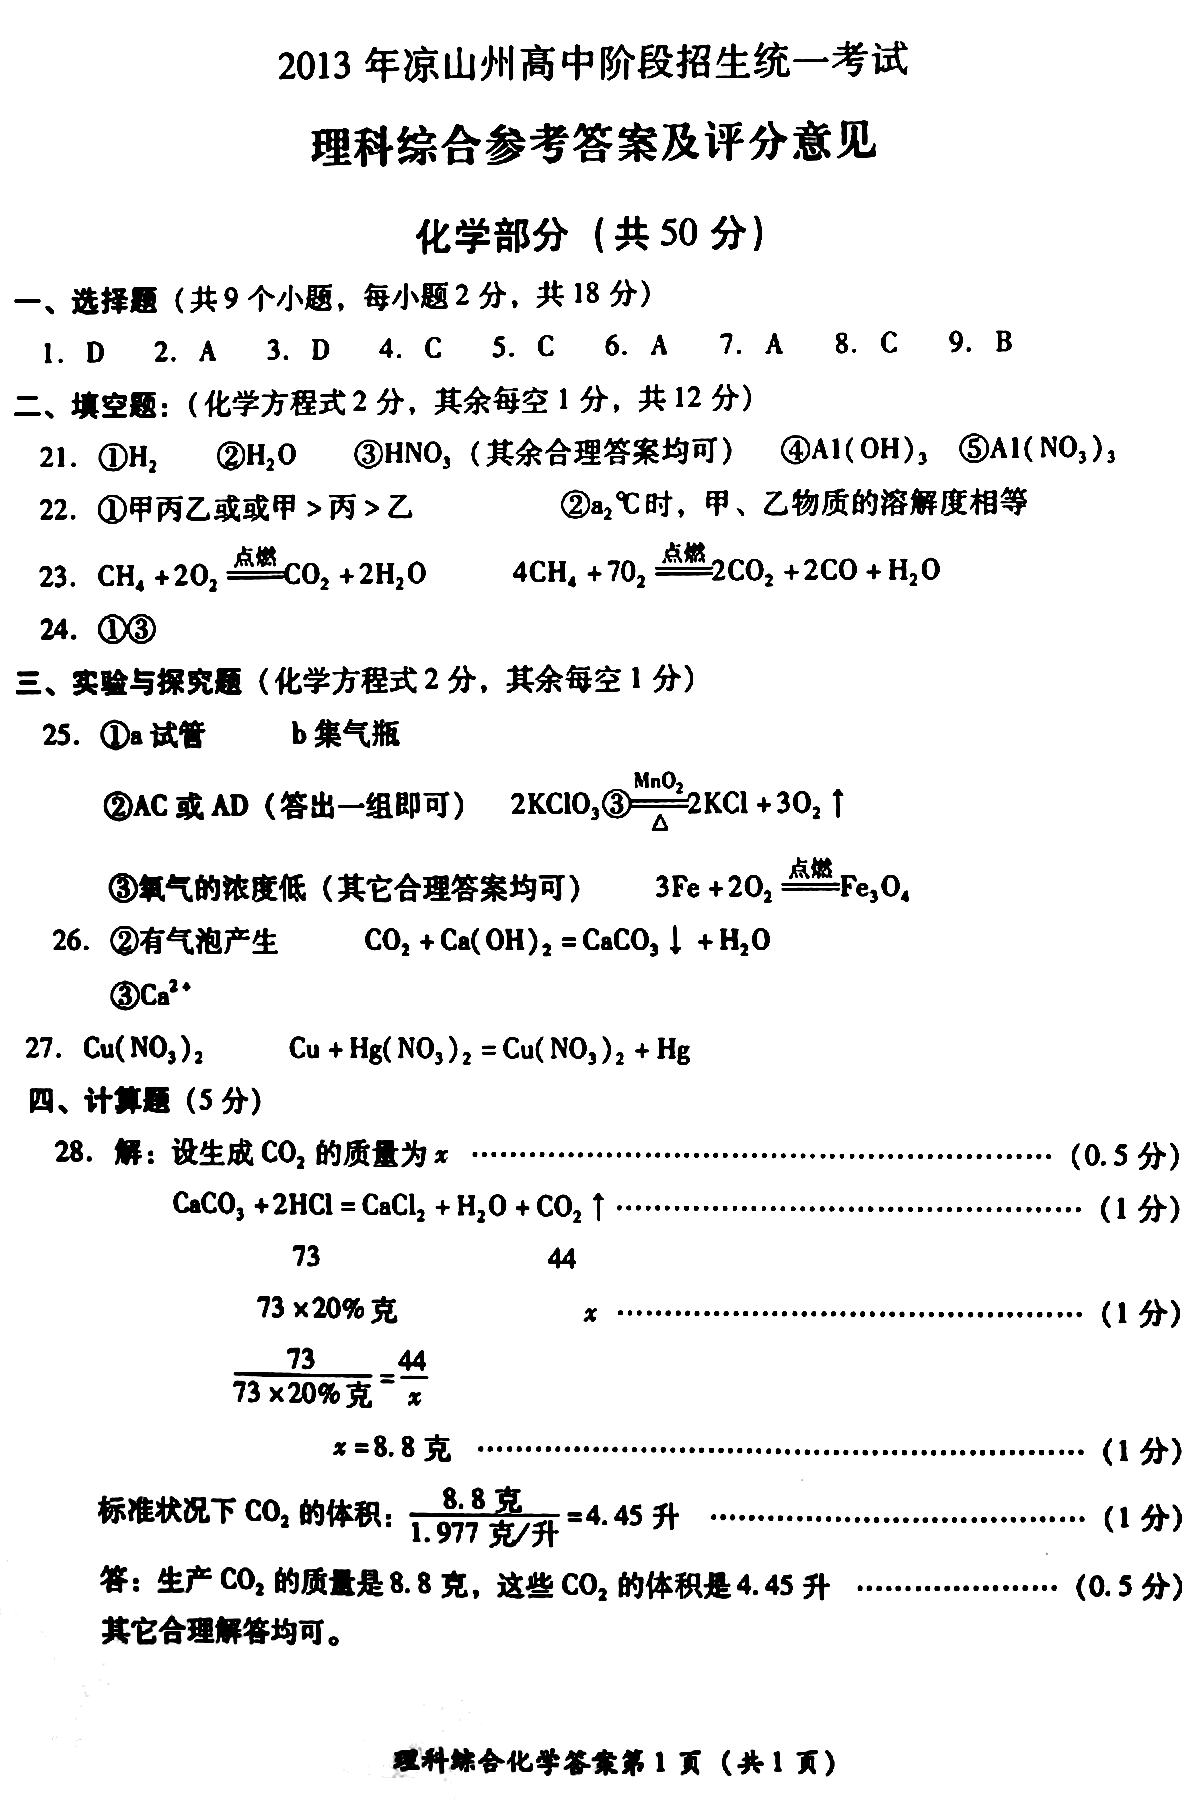 2013年凉山州高中阶段招生统一考试
理科综合参考答案及评分意见
化学部分（共50分）
一、选择题（共9个小题，每小题2分，共18分）
1. D 2. A 3. D 4. C 5. C 6. A 7. A 8. C 9. B
二、填空题：（化学方程式2分，其余每空1分，共12分）
21. ①H₂ ②H₂O ③HNO₃（其余合理答案均可） ④Al(OH)₃ ⑤Al(NO₃)₃
22. ①甲丙乙或或甲>丙>乙 ②a₂℃时，甲、乙物质的溶解度相等
23. CH₄+2O₂ 点燃══ CO₂+2H₂O 4CH₄+7O₂ 点燃══ 2CO₂+2CO+H₂O
24. ①③
三、实验与探究题（化学方程式2分，其余每空1分）
25. ①a试管 b集气瓶
②AC或AD（答出一组即可） 2KClO₃③ MnO₂══△ 2KCl+3O₂↑
③氧气的浓度低（其它合理答案均可） 3Fe+2O₂ 点燃══ Fe₃O₄
26. ②有气泡产生 CO₂+Ca(OH)₂=CaCO₃↓+H₂O
③Ca²⁺
27. Cu(NO₃)₂ Cu+Hg(NO₃)₂=Cu(NO₃)₂+Hg
四、计算题（5分）
28. 解：设生成CO₂的质量为x ……………………（0.5分）
CaCO₃+2HCl=CaCl₂+H₂O+CO₂↑ ……………………（1分）
73 44
73×20%克 x ……………………（1分）
73/73×20%克=44/x
x=8.8克 ……………………（1分）
标准状况下CO₂的体积：8.8克/1.977克/升=4.45升 ……………………（1分）
答：生产CO₂的质量是8.8克，这些CO₂的体积是4.45升 ……………………（0.5分）
其它合理解答均可。
理科综合化学答案第1页（共1页）